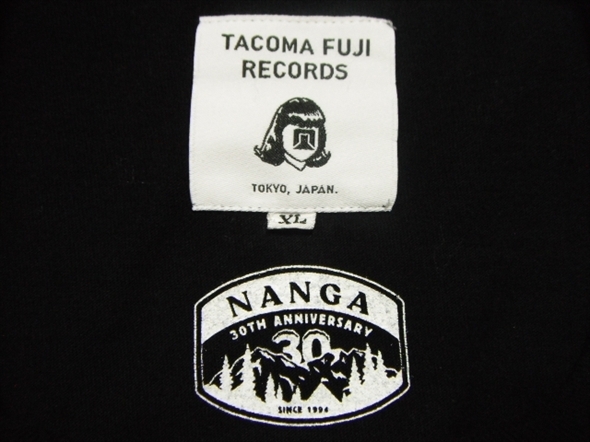 TACOMA FUJI
RECORDS
TOKYO, JAPAN.
XL
NANGA
30TH ANNIVERSARY
30
SINCE 1994